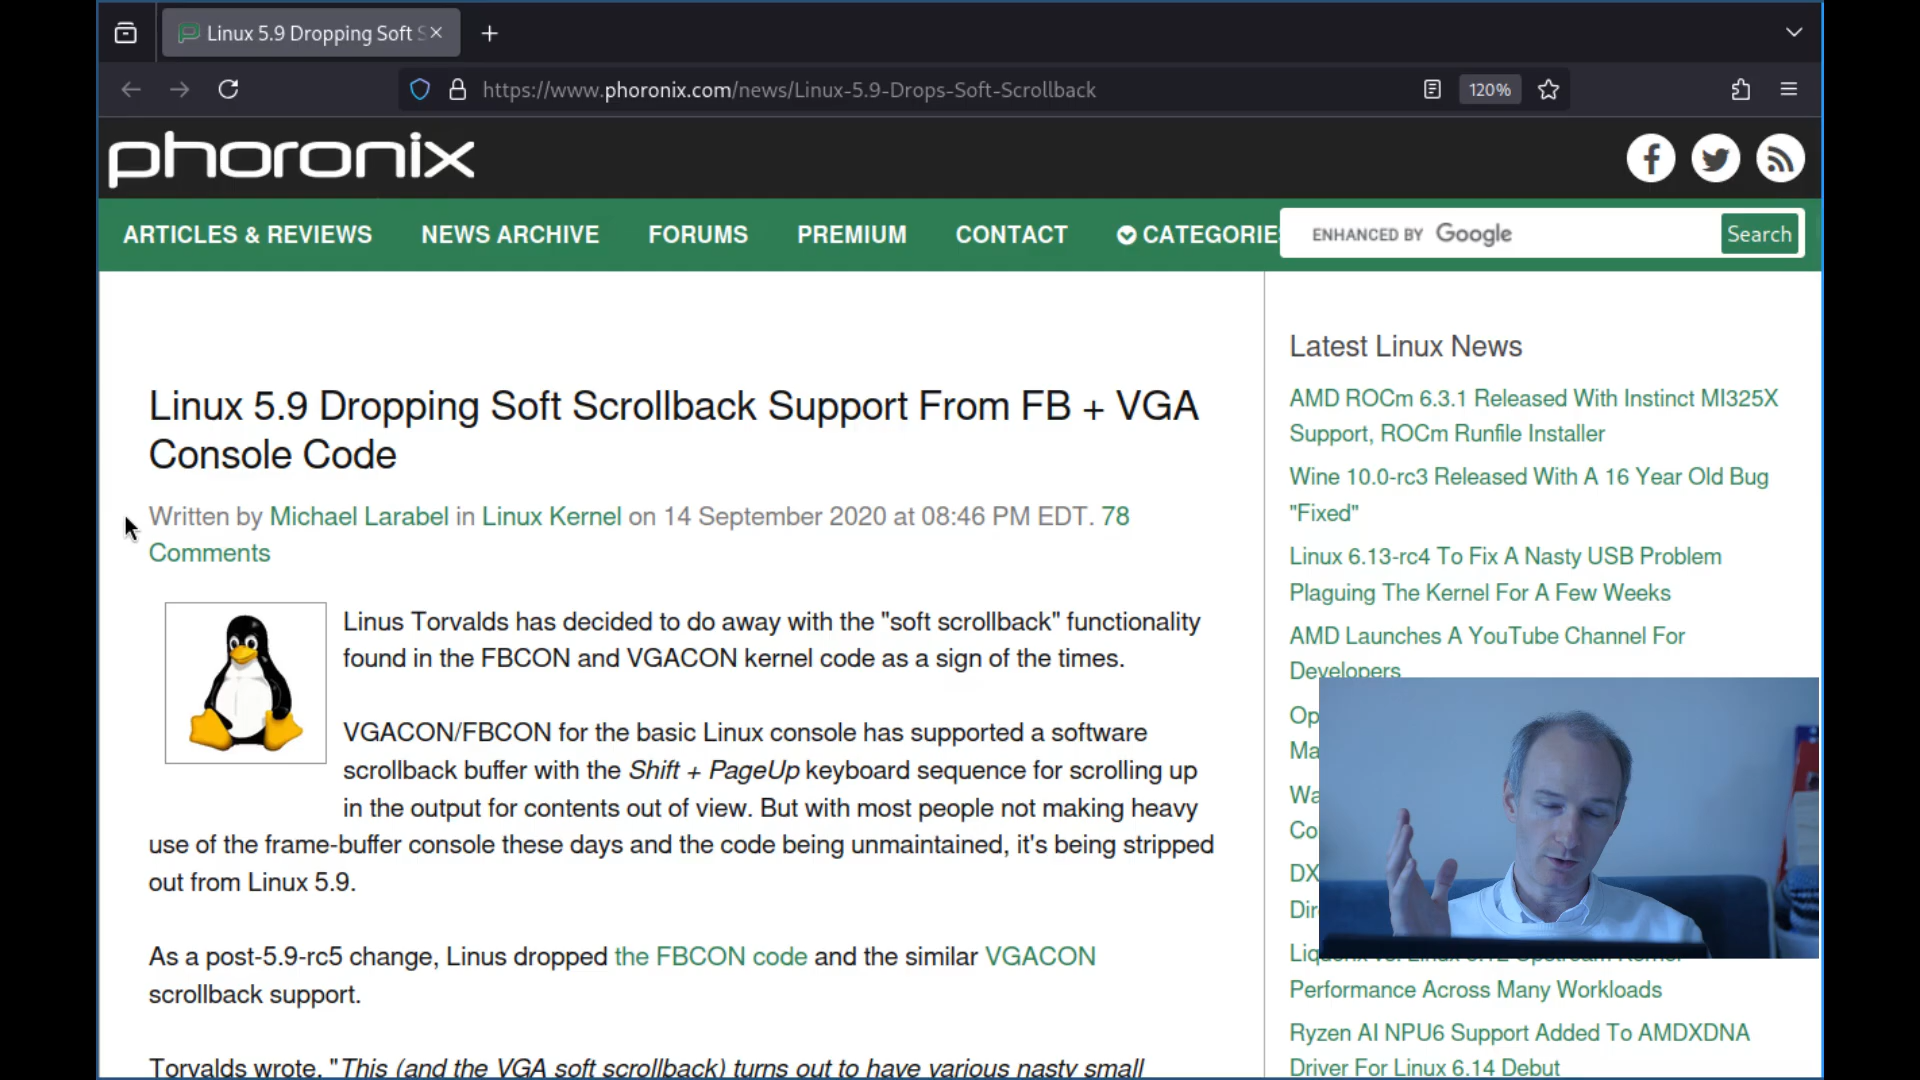 Linux 5.9 Dropping Soft S
https://www.phoronix.com/news/Linux-5.9-Drops-Soft-Scrollback
120%
phoronix
ARTICLES & REVIEWS
NEWS ARCHIVE
FORUMS
PREMIUM
CONTACT
CATEGORIE
ENHANCED BY Google
Search
Linux 5.9 Dropping Soft Scrollback Support From FB + VGA
Console Code
Written by Michael Larabel in Linux Kernel on 14 September 2020 at 08:46 PM EDT. 78
Comments
Linus Torvalds has decided to do away with the "soft scrollback" functionality
found in the FBCON and VGACON kernel code as a sign of the times.
VGACON/FBCON for the basic Linux console has supported a software
scrollback buffer with the Shift + PageUp keyboard sequence for scrolling up
in the output for contents out of view. But with most people not making heavy
use of the frame-buffer console these days and the code being unmaintained, it's being stripped
out from Linux 5.9.
As a post-5.9-rc5 change, Linus dropped the FBCON code and the similar VGACON
scrollback support.
Torvalds wrote, "This (and the VGA soft scrollback) turns out to have various nasty small
Latest Linux News
AMD ROCm 6.3.1 Released With Instinct MI325X
Support, ROCm Runfile Installer
Wine 10.0-rc3 Released With A 16 Year Old Bug
"Fixed"
Linux 6.13-rc4 To Fix A Nasty USB Problem
Plaguing The Kernel For A Few Weeks
AMD Launches A YouTube Channel For
Developers
Op
Ma
Wa
Co
DX
Dir
Performance Across Many Workloads
Ryzen AI NPU6 Support Added To AMDXDNA
Driver For Linux 6.14 Debut